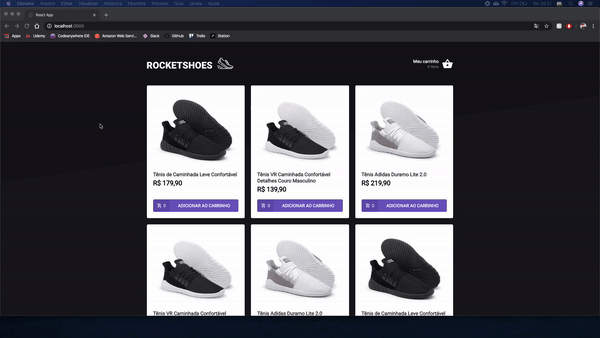 Chrome Arquivo Editar Visualizar Histórico Favoritos Pessoas Aba Janela Ajuda
React App
localhost:3000
Apps Udemy Codeanywhere IDE Amazon Web Servi... Slack GitHub Trello Station
ROCKETSHOES
Meu carrinho
0 itens
Tênis de Caminhada Leve Confortável
R$ 179,90
0 ADICIONAR AO CARRINHO
Tênis VR Caminhada Confortável
Detalhes Couro Masculino
R$ 139,90
0 ADICIONAR AO CARRINHO
Tênis Adidas Duramo Lite 2.0
R$ 219,90
0 ADICIONAR AO CARRINHO
Tênis VR Caminhada Confortável
Tênis Adidas Duramo Lite 2.0
Tênis de Caminhada Leve Confortável